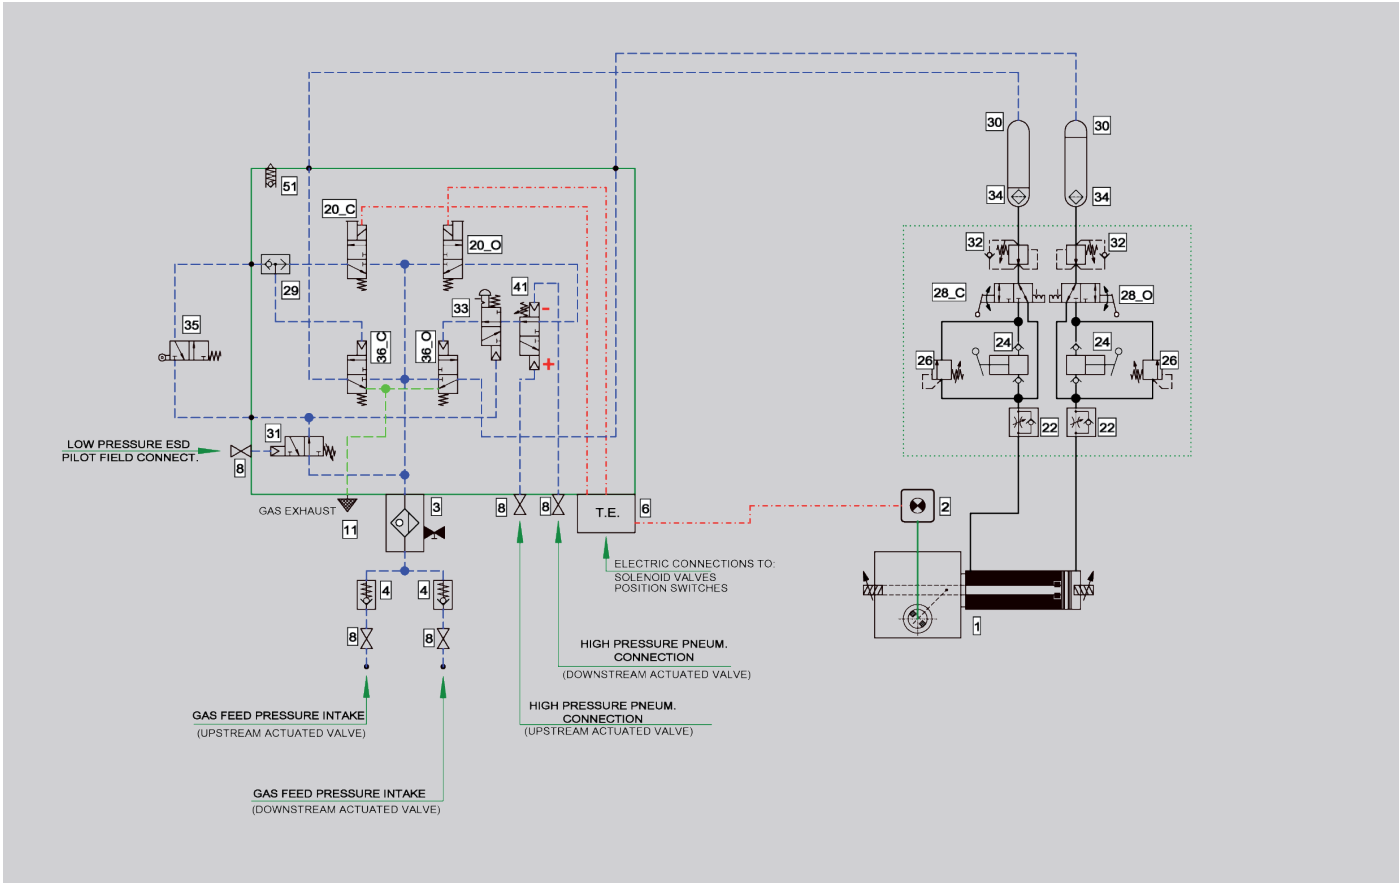 30
30
51
34
34
20_C
32
32
20_O
28_C
28_O
29
41
33
35
36_C
36_O
24
24
26
26
-
+
31
22
22
LOW PRESSURE ESD
PILOT FIELD CONNECT.
8
GAS EXHAUST
11
3
8
8
T.E.
6
2
ELECTRIC CONNECTIONS TO:
SOLENOID VALVES
POSITION SWITCHES
4
4
8
8
1
HIGH PRESSURE PNEUM.
CONNECTION
(DOWNSTREAM ACTUATED VALVE)
HIGH PRESSURE PNEUM.
CONNECTION
(UPSTREAM ACTUATED VALVE)
GAS FEED PRESSURE INTAKE
(UPSTREAM ACTUATED VALVE)
GAS FEED PRESSURE INTAKE
(DOWNSTREAM ACTUATED VALVE)